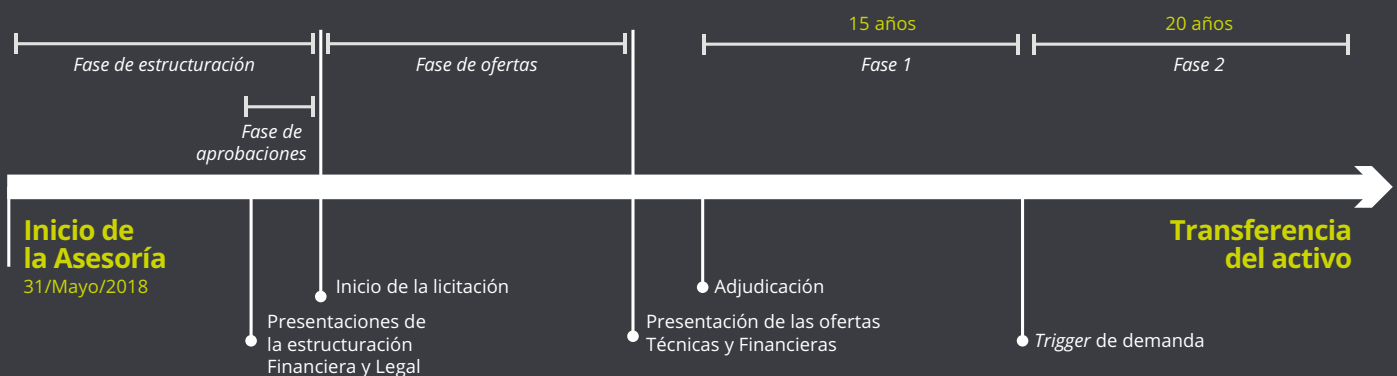 15 años
20 años
Fase de estructuración
Fase de ofertas
Fase 1
Fase 2
Fase de
aprobaciones
Inicio de
la Asesoría
31/Mayo/2018
Transferencia
del activo
Inicio de la licitación
Adjudicación
Presentaciones de
la estructuración
Financiera y Legal
Presentación de las ofertas
Técnicas y Financieras
Trigger de demanda